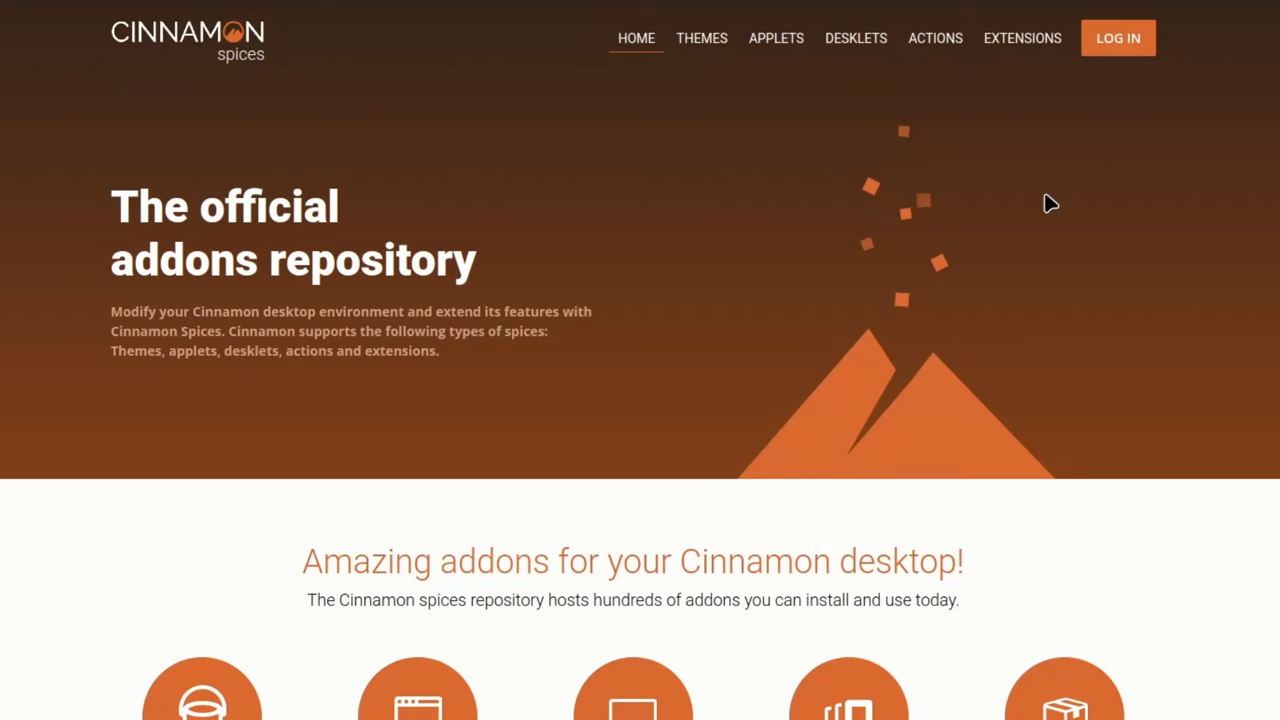 CINNAMON
spices
HOME THEMES APPLETS DESKLETS ACTIONS EXTENSIONS LOG IN
The official
addons repository
Modify your Cinnamon desktop environment and extend its features with
Cinnamon Spices. Cinnamon supports the following types of spices:
Themes, applets, desklets, actions and extensions.
Amazing addons for your Cinnamon desktop!
The Cinnamon spices repository hosts hundreds of addons you can install and use today.